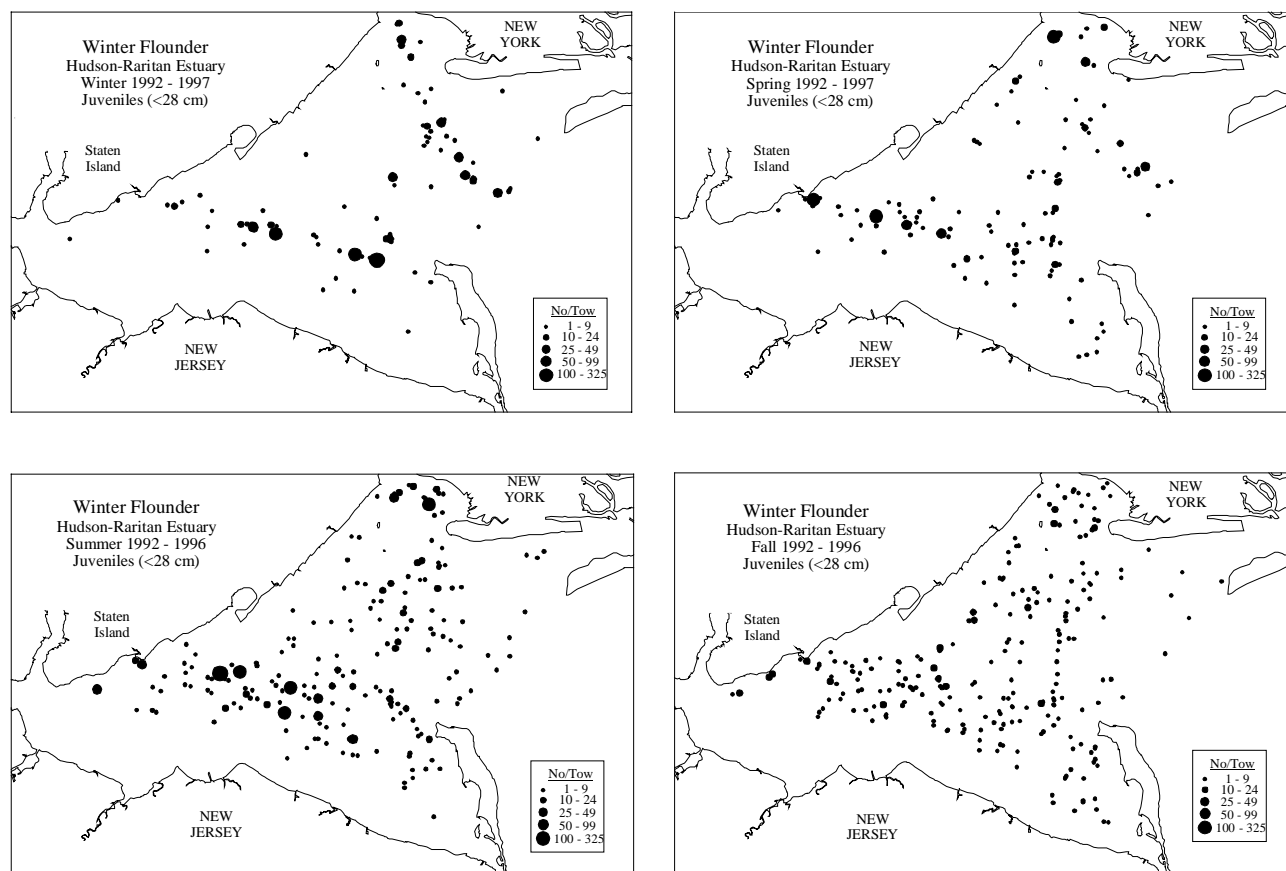 Winter Flounder
Hudson-Raritan Estuary
Winter 1992 - 1997
Juveniles (<28 cm)
NEW
YORK
Staten
Island
NEW
JERSEY
No/Tow
1 - 9
10 - 24
25 - 49
50 - 99
100 - 325
Winter Flounder
Hudson-Raritan Estuary
Spring 1992 - 1997
Juveniles (<28 cm)
NEW
YORK
Staten
Island
NEW
JERSEY
No/Tow
1 - 9
10 - 24
25 - 49
50 - 99
100 - 325
Winter Flounder
Hudson-Raritan Estuary
Summer 1992 - 1996
Juveniles (<28 cm)
NEW
YORK
Staten
Island
NEW
JERSEY
No/Tow
1 - 9
10 - 24
25 - 49
50 - 99
100 - 325
Winter Flounder
Hudson-Raritan Estuary
Fall 1992 - 1996
Juveniles (<28 cm)
NEW
YORK
Staten
Island
NEW
JERSEY
No/Tow
1 - 9
10 - 24
25 - 49
50 - 99
100 - 325